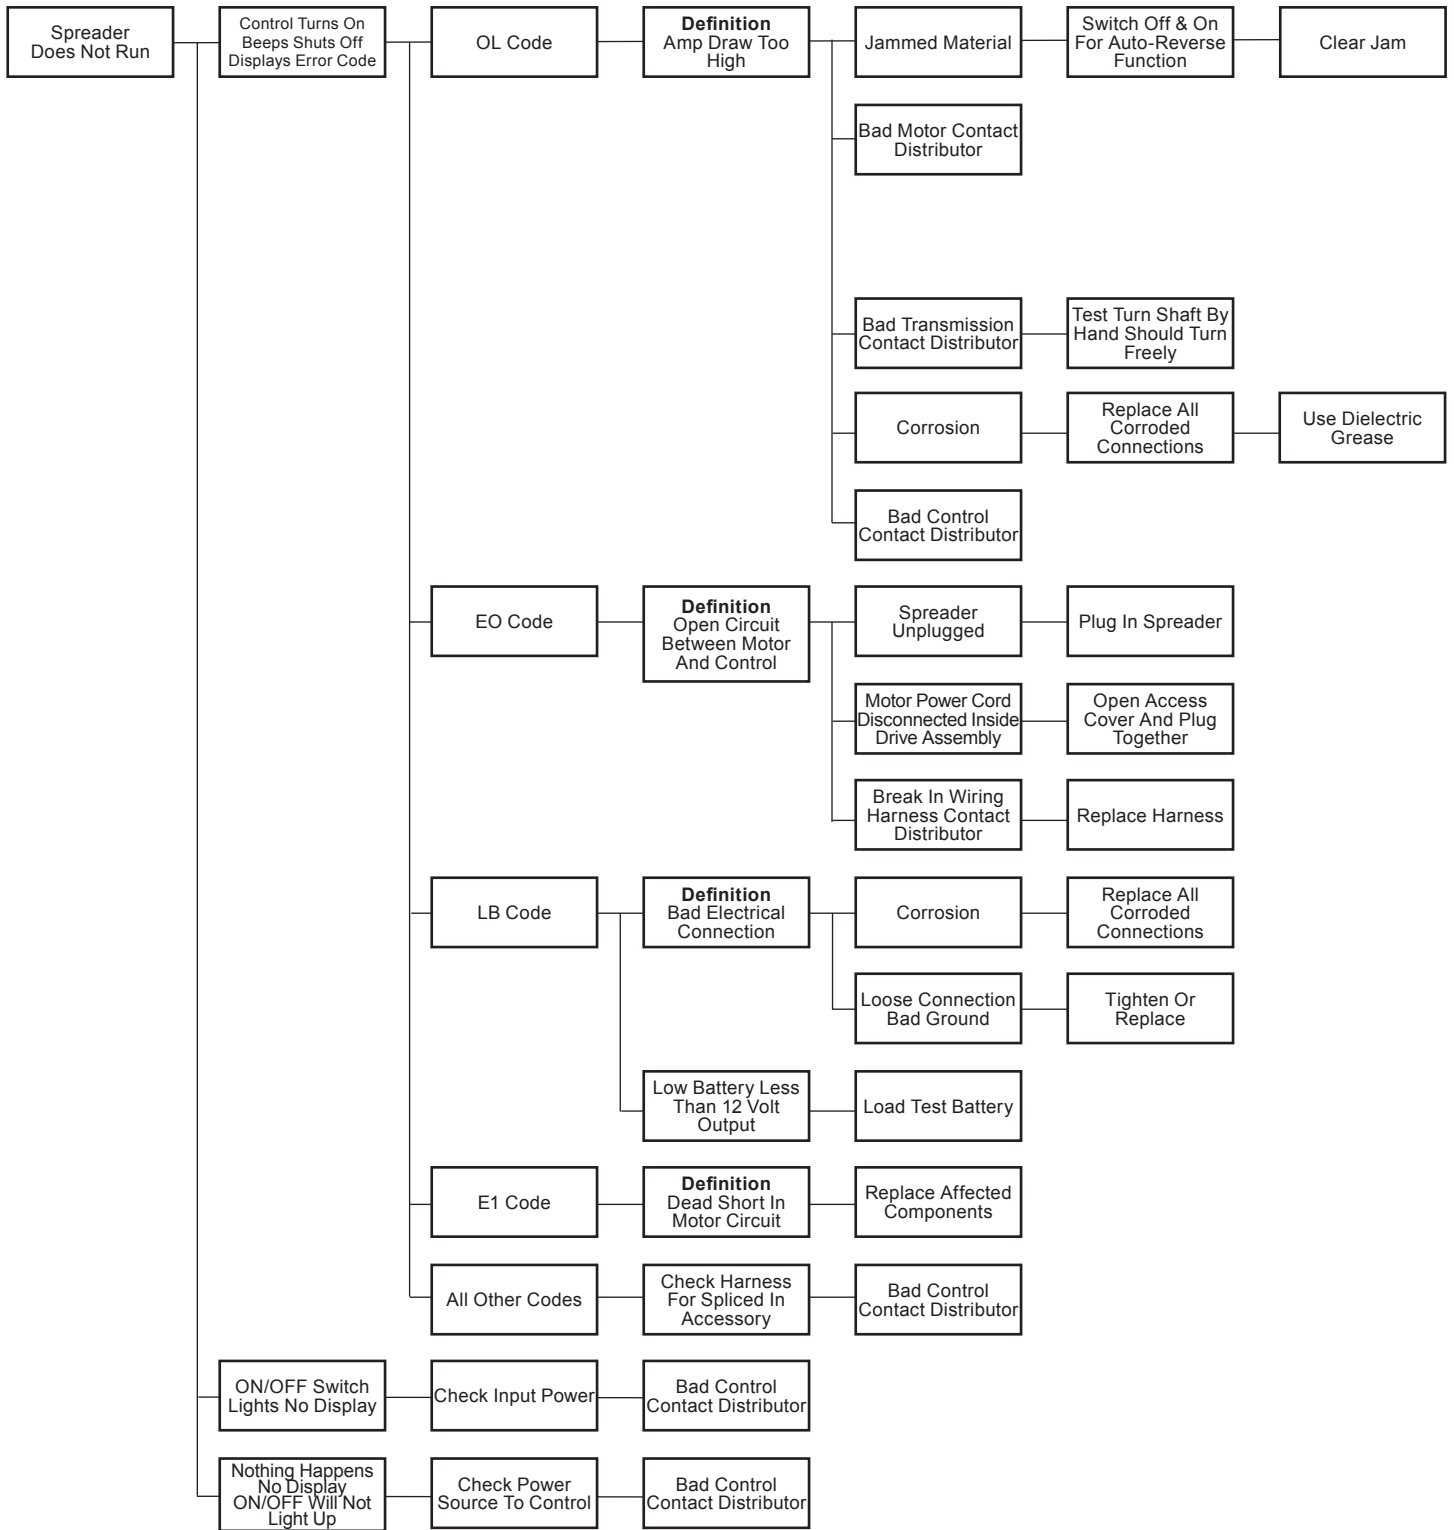 Spreader
Does Not Run
Control Turns On
Beeps Shuts Off
Displays Error Code
OL Code
Definition
Amp Draw Too
High
Jammed Material
Switch Off & On
For Auto-Reverse
Function
Clear Jam
Bad Motor Contact
Distributor
Bad Transmission
Contact Distributor
Test Turn Shaft By
Hand Should Turn
Freely
Corrosion
Replace All
Corroded
Connections
Use Dielectric
Grease
Bad Control
Contact Distributor
EO Code
Definition
Open Circuit
Between Motor
And Control
Spreader
Unplugged
Plug In Spreader
Motor Power Cord
Disconnected Inside
Drive Assembly
Open Access
Cover And Plug
Together
Break In Wiring
Harness Contact
Distributor
Replace Harness
LB Code
Definition
Bad Electrical
Connection
Corrosion
Replace All
Corroded
Connections
Loose Connection
Bad Ground
Tighten Or
Replace
Low Battery Less
Than 12 Volt
Output
Load Test Battery
E1 Code
Definition
Dead Short In
Motor Circuit
Replace Affected
Components
All Other Codes
Check Harness
For Spliced In
Accessory
Bad Control
Contact Distributor
ON/OFF Switch
Lights No Display
Check Input Power
Bad Control
Contact Distributor
Nothing Happens
No Display
ON/OFF Will Not
Light Up
Check Power
Source To Control
Bad Control
Contact Distributor